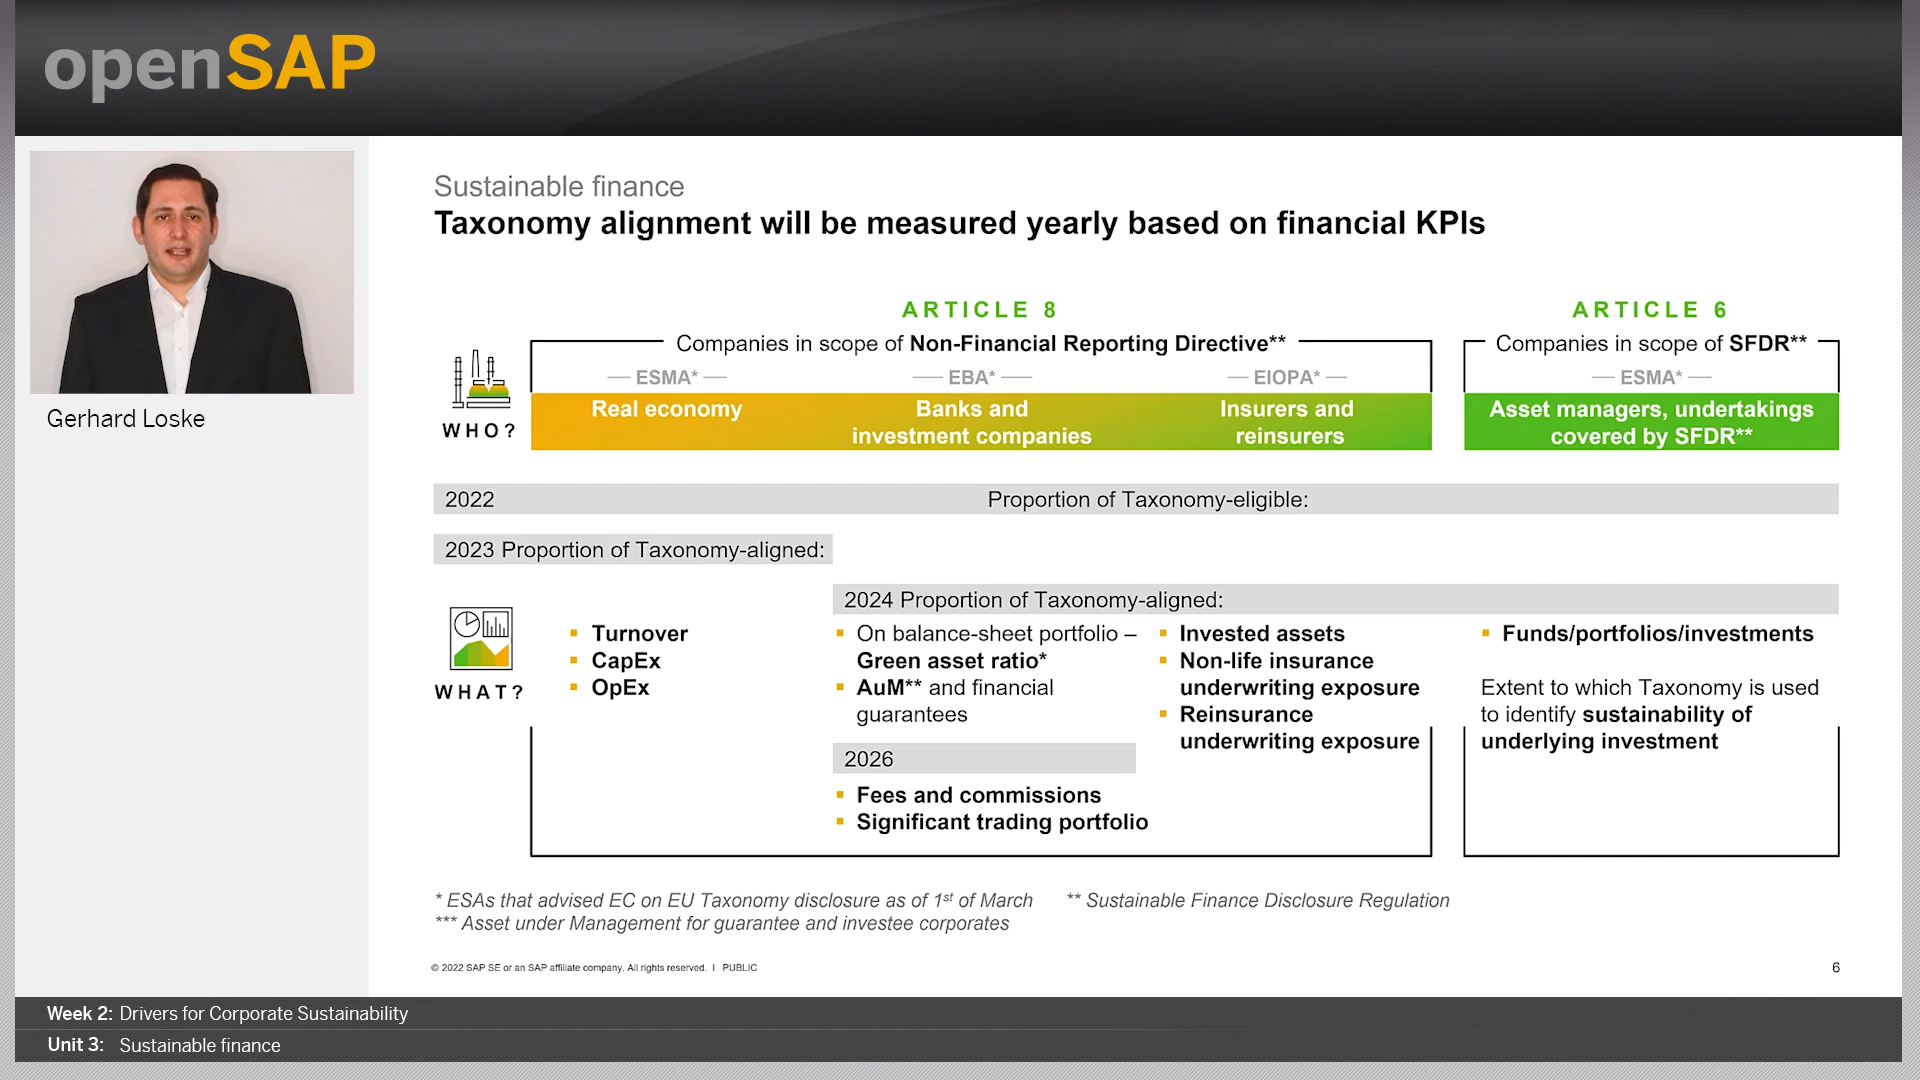 openSAP
Gerhard Loske
Sustainable finance
Taxonomy alignment will be measured yearly based on financial KPIs
ARTICLE 8
Companies in scope of Non-Financial Reporting Directive**
ESMA*
EBA*
EIOPA*
WHO?
Real economy
Banks and
investment companies
Insurers and
reinsurers
ARTICLE 6
Companies in scope of SFDR**
ESMA*
Asset managers, undertakings
covered by SFDR**
2022
Proportion of Taxonomy-eligible:
2023 Proportion of Taxonomy-aligned:
2024 Proportion of Taxonomy-aligned:
WHAT?
▪ Turnover
▪ CapEx
▪ OpEx
▪ On balance-sheet portfolio –
Green asset ratio*
▪ AuM** and financial
guarantees
2026
▪ Fees and commissions
▪ Significant trading portfolio
▪ Invested assets
▪ Non-life insurance
underwriting exposure
▪ Reinsurance
underwriting exposure
▪ Funds/portfolios/investments
Extent to which Taxonomy is used
to identify sustainability of
underlying investment
* ESAs that advised EC on EU Taxonomy disclosure as of 1st of March
** Sustainable Finance Disclosure Regulation
*** Asset under Management for guarantee and investee corporates
© 2022 SAP SE or an SAP affiliate company. All rights reserved. I PUBLIC
6
Week 2: Drivers for Corporate Sustainability
Unit 3: Sustainable finance